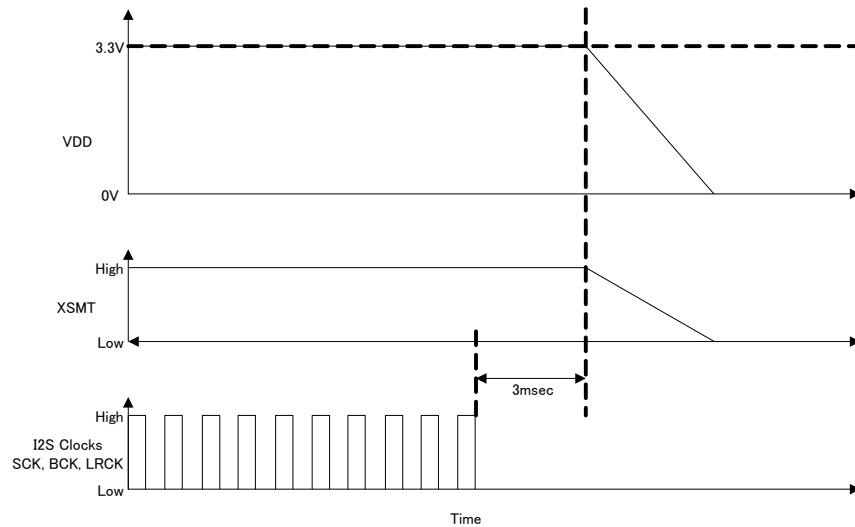 3.3V
VDD
0V
High
XSMT
Low
3msec
High
I2S Clocks
SCK, BCK, LRCK
Low
Time